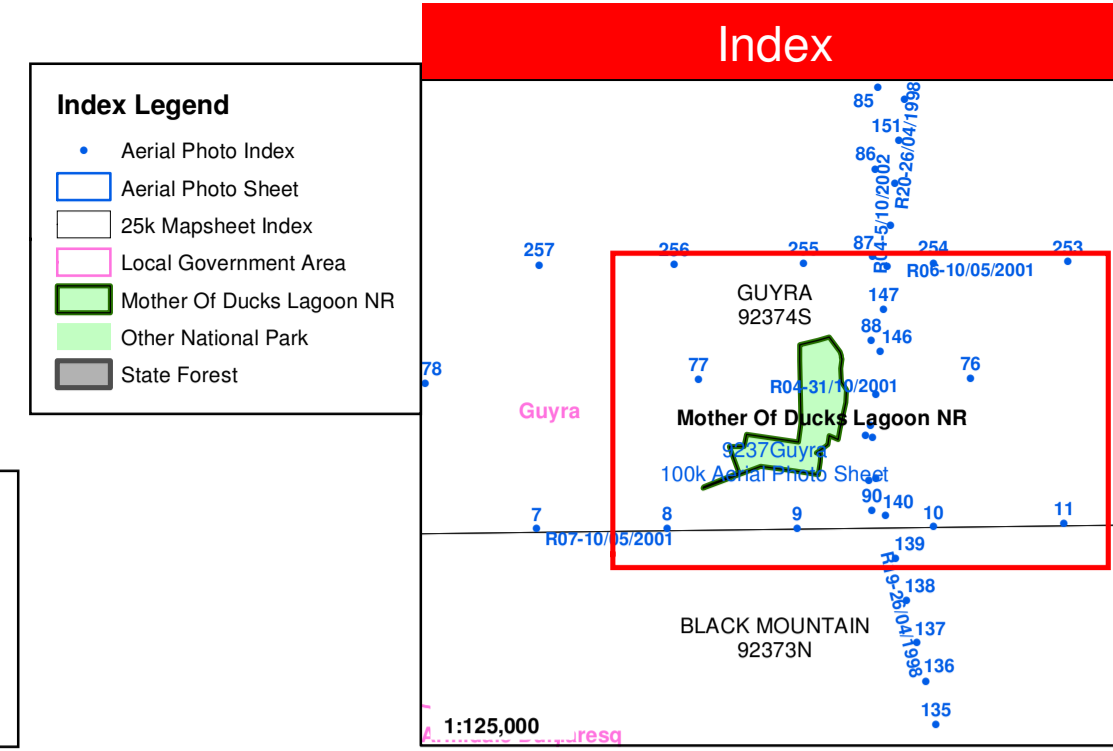 Index
Index Legend
Aerial Photo Index
Aerial Photo Sheet
25k Mapsheet Index
Local Government Area
Mother Of Ducks Lagoon NR
Other National Park
State Forest
85
151
R20-26/04/1998
86
R04-5/10/2002
257
256
255
87
254
253
R06-10/05/2001
GUYRA
92374S
147
88
146
78
77
76
R04-31/10/2001
Guyra
Mother Of Ducks Lagoon NR
9237Guyra
100k Aerial Photo Sheet
90
140
7
8
9
10
11
R07-10/05/2001
139
R19-26/04/1998
138
BLACK MOUNTAIN
92373N
137
136
135
1:125,000